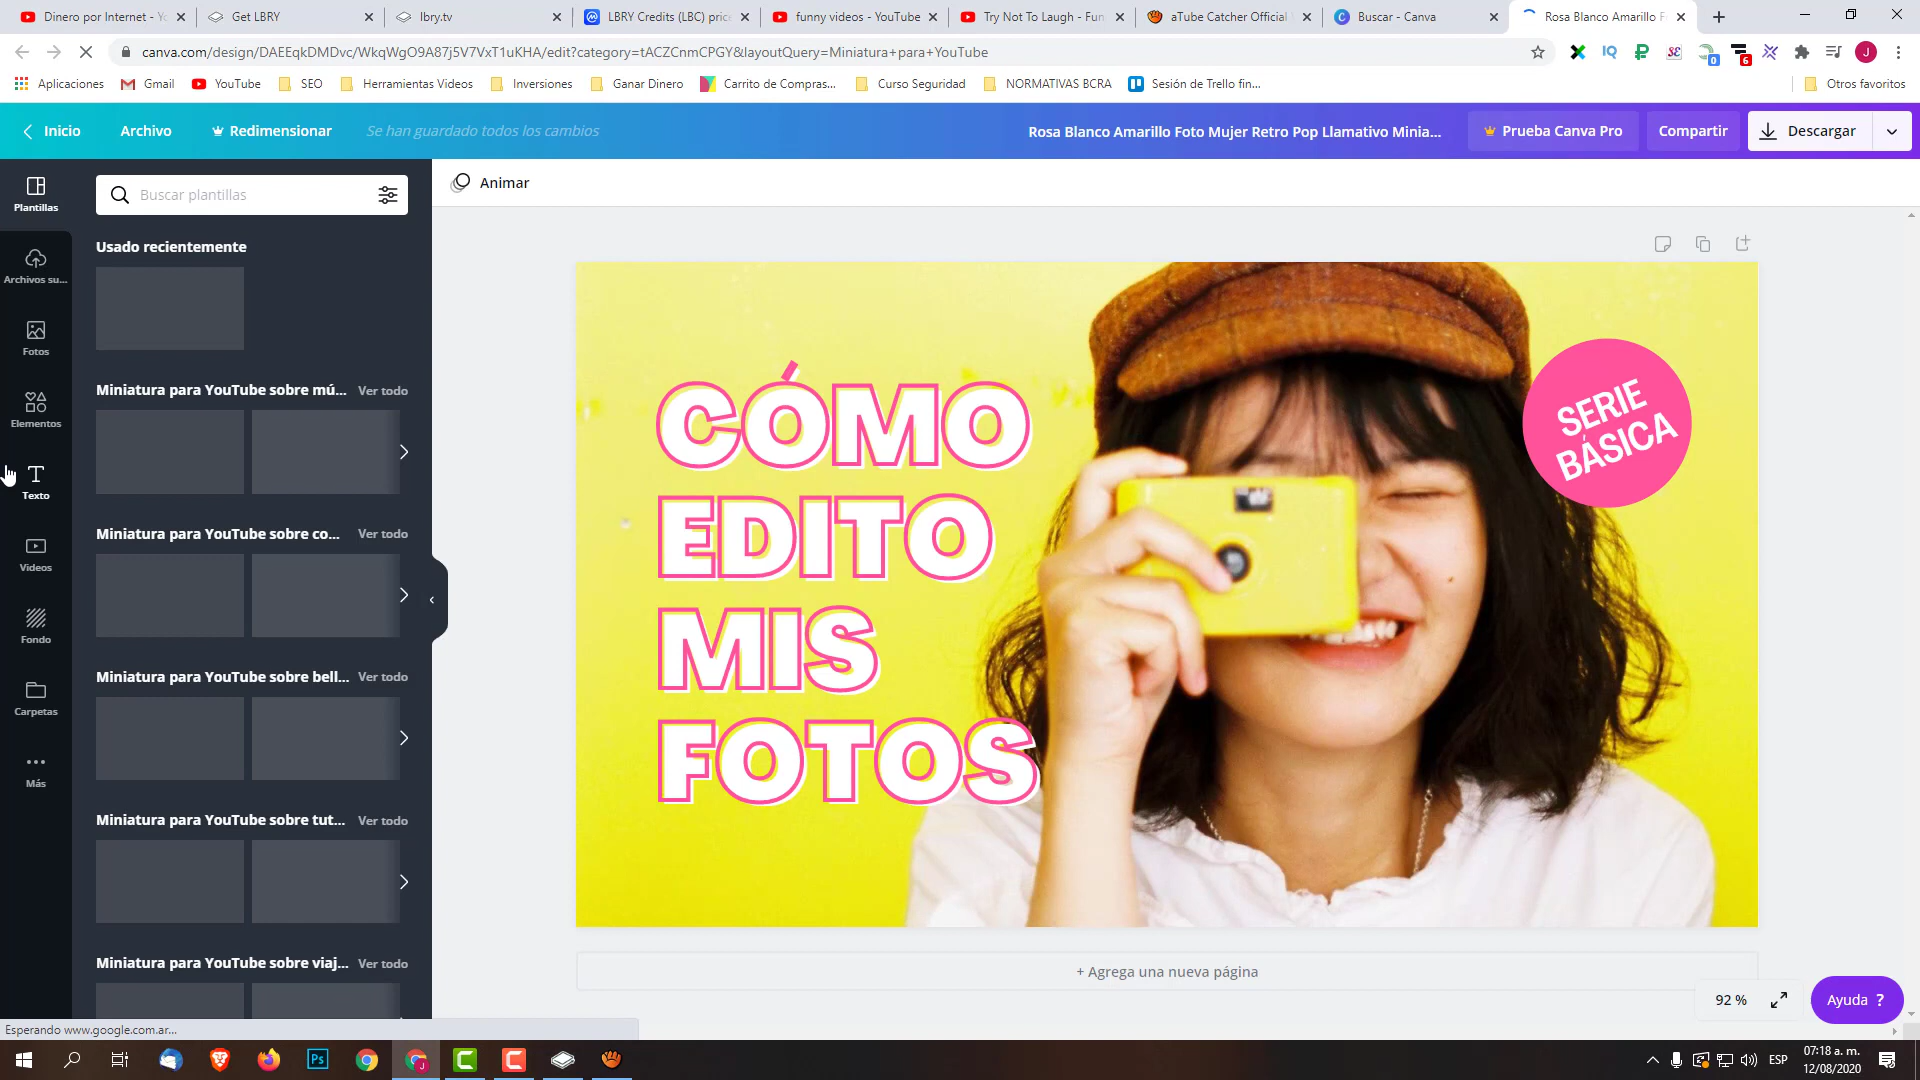 Dinero por Internet - Yo
Get LBRY
lbry.tv
LBRY Credits (LBC) pric
funny videos - YouTube
Try Not To Laugh - Fun
aTube Catcher Official
Buscar - Canva
Rosa Blanco Amarillo F
canva.com/design/DAEEqkDMDvc/WkqWgO9A87j5V7VxT1uKHA/edit?category=tACZCnmCPGY&layoutQuery=Miniatura+para+YouTube
Aplicaciones
Gmail
YouTube
SEO
Herramientas Videos
Inversiones
Ganar Dinero
Carrito de Compras...
Curso Seguridad
NORMATIVAS BCRA
Sesión de Trello fin...
Otros favoritos
Inicio
Archivo
Redimensionar
Se han guardado todos los cambios
Rosa Blanco Amarillo Foto Mujer Retro Pop Llamativo Minia...
Prueba Canva Pro
Compartir
Descargar
Plantillas
Archivos su...
Fotos
Elementos
Texto
Videos
Fondo
Carpetas
Más
Buscar plantillas
Usado recientemente
Miniatura para YouTube sobre mú... Ver todo
Miniatura para YouTube sobre co... Ver todo
Miniatura para YouTube sobre bell... Ver todo
Miniatura para YouTube sobre tut... Ver todo
Miniatura para YouTube sobre viaj... Ver todo
Animar
CÓMO
EDITO
MIS
FOTOS
SERIE
BÁSICA
+ Agrega una nueva página
92 %
Ayuda ?
Esperando www.google.com.ar...
ESP
07:18 a. m.
12/08/2020